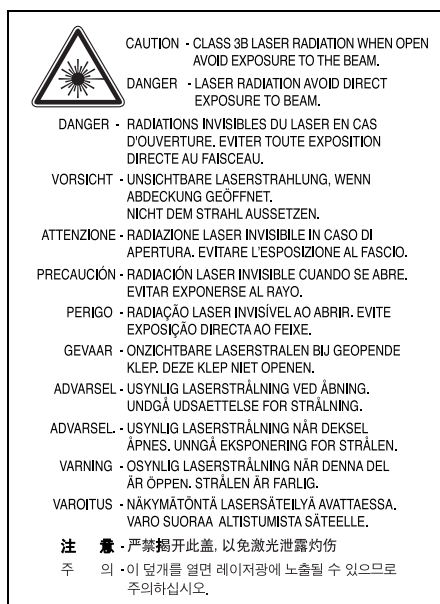 CAUTION - CLASS 3B LASER RADIATION WHEN OPEN
AVOID EXPOSURE TO THE BEAM.
DANGER - LASER RADIATION AVOID DIRECT
EXPOSURE TO BEAM.
DANGER - RADIATIONS INVISIBLES DU LASER EN CAS
D'OUVERTURE. EVITER TOUTE EXPOSITION
DIRECTE AU FAISCEAU.
VORSICHT - UNSICHTBARE LASERSTRAHLUNG, WENN
ABDECKUNG GEÖFFNET.
NICHT DEM STRAHL AUSSETZEN.
ATTENZIONE - RADIAZIONE LASER INVISIBILE IN CASO DI
APERTURA. EVITARE L'ESPOSIZIONE AL FASCIO.
PRECAUCIÓN - RADIACIÓN LASER INVISIBLE CUANDO SE ABRE.
EVITAR EXPONERSE AL RAYO.
PERIGO - RADIAÇÃO LASER INVISÍVEL AO ABRIR. EVITE
EXPOSIÇÃO DIRECTA AO FEIXE.
GEVAAR - ONZICHTBARE LASERSTRALEN BIJ GEOPENDE
KLEP. DEZE KLEP NIET OPENEN.
ADVARSEL - USYNLIG LASERSTRÅLNING VED ÅBNING.
UNDGÅ UDSAETTELSE FOR STRÅLNING.
ADVARSEL. - USYNLIG LASERSTRÅLNING NÅR DEKSEL
ÅPNES. UNNGÅ EKSPONERING FOR STRÅLEN.
VARNING - OSYNLIG LASERSTRÅLNING NÄR DENNA DEL
ÄR ÖPPEN. STRÅLEN ÄR FARLIG.
VAROITUS - NÄKYMÄTÖNTÄ LASERSÄTEILYÄ AVATTAESSA.
VARO SUORAA ALTISTUMISTA SÄTEELLE.
注 意 - 严禁揭开此盖, 以免激光泄露灼伤
주 의 - 이 덮개를 열면 레이저광에 노출될 수 있으므로
주의하십시오.